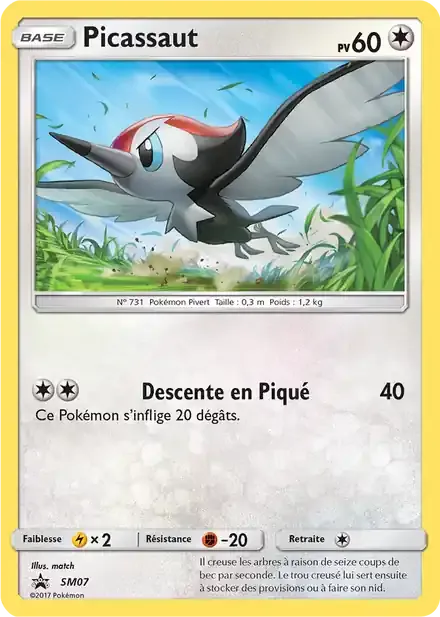 BASE Picassaut PV60
N° 731 Pokémon Pivert Taille : 0,3 m Poids : 1,2 kg
Descente en Piqué 40
Ce Pokémon s'inflige 20 dégâts.
Faiblesse ×2 Résistance -20 Retraite
Illus. match
SM07
©2017 Pokémon
Il creuse les arbres à raison de seize coups de
bec par seconde. Le trou creusé lui sert ensuite
à stocker des provisions ou à faire son nid.